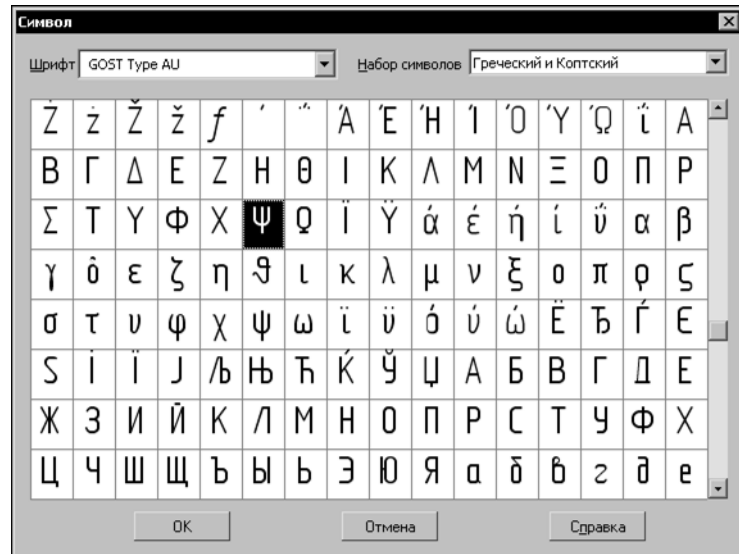 Символ
Шрифт GOST Type AU Набор символов Греческий и Коптский
Ż ż Ž ž ƒ ΄ ΅ Ά Έ Ή Ί Ό Ύ Ώ ΐ Α
Β Γ Δ Ε Ζ Η Θ Ι Κ Λ Μ Ν Ξ Ο Π Ρ
Σ Τ Υ Φ Χ Ψ Ω Ϊ Ϋ ά έ ή ί ΰ α β
γ δ ε ζ η θ ι κ λ μ ν ξ ο π ρ ς
σ τ υ φ χ ψ ω ϊ ϋ ό ύ ώ Ё Ђ Ѓ Є
Ѕ І Ї Ј Љ Њ Ћ Ќ Ў Џ А Б В Г Д Е
Ж З И Й К Л М Н О П Р С Т У Ф Х
Ц Ч Ш Щ Ъ Ы Ь Э Ю Я а б в г д е
OK Отмена Справка